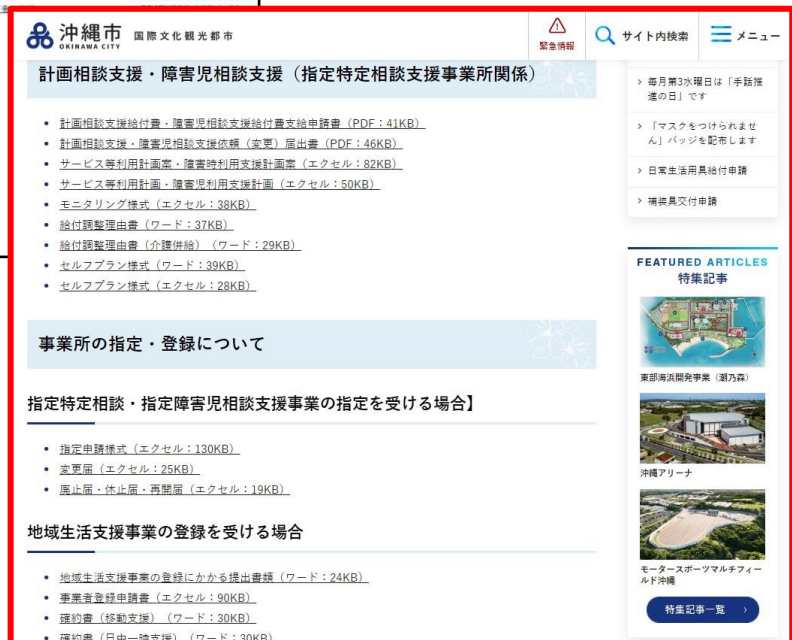 沖縄市
OKINAWA CITY
国際文化観光都市
緊急情報
サイト内検索
メニュー
計画相談支援・障害児相談支援（指定特定相談支援事業所関係）
計画相談支援給付費・障害児相談支援給付費支給申請書（PDF：41KB）
計画相談支援・障害児相談支援依頼（変更）届出書（PDF：46KB）
サービス等利用計画案・障害時利用支援計画案（エクセル：82KB）
サービス等利用計画・障害児利用支援計画（エクセル：50KB）
モニタリング様式（エクセル：38KB）
給付調整理由書（ワード：37KB）
給付調整理由書（介護併給）（ワード：29KB）
セルフプラン様式（ワード：39KB）
セルフプラン様式（エクセル：28KB）
事業所の指定・登録について
指定特定相談・指定障害児相談支援事業の指定を受ける場合】
指定申請様式（エクセル：130KB）
変更届（エクセル：25KB）
廃止届・休止届・再開届（エクセル：19KB）
地域生活支援事業の登録を受ける場合
地域生活支援事業の登録にかかる提出書類（ワード：24KB）
事業者登録申請書（エクセル：90KB）
確約書（移動支援）（ワード：30KB）
確約書（日中一時支援）（ワード：30KB）
毎月第3水曜日は「手話推
進の日」です
「マスクをつけられませ
ん」バッジを配布します
日常生活用具給付申請
補装具交付申請
FEATURED ARTICLES
特集記事
東部海浜開発事業（潮乃森）
沖縄アリーナ
モータースポーツマルチフィー
ルド沖縄
特集記事一覧